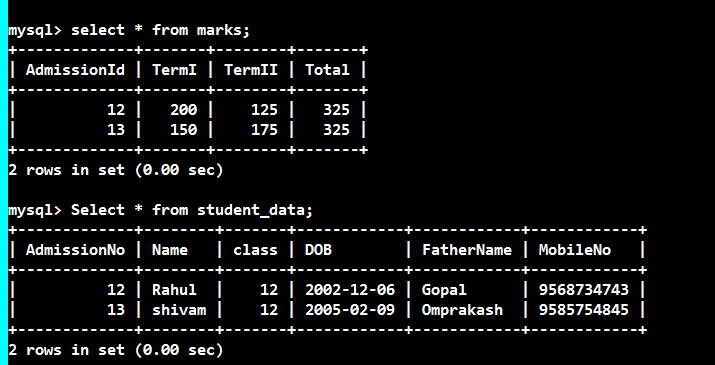 mysql> select * from marks;
+-------------+-------+--------+-------+
| AdmissionId | TermI | TermII | Total |
+-------------+-------+--------+-------+
|          12 |   200 |    125 |   325 |
|          13 |   150 |    175 |   325 |
+-------------+-------+--------+-------+
2 rows in set (0.00 sec)
mysql> Select * from student_data;
+-------------+--------+-------+------------+------------+------------+
| AdmissionNo | Name   | class | DOB        | FatherName | MobileNo   |
+-------------+--------+-------+------------+------------+------------+
|          12 | Rahul  |    12 | 2002-12-06 | Gopal      | 9568734743 |
|          13 | shivam |    12 | 2005-02-09 | Omprakash  | 9585754845 |
+-------------+--------+-------+------------+------------+------------+
2 rows in set (0.00 sec)